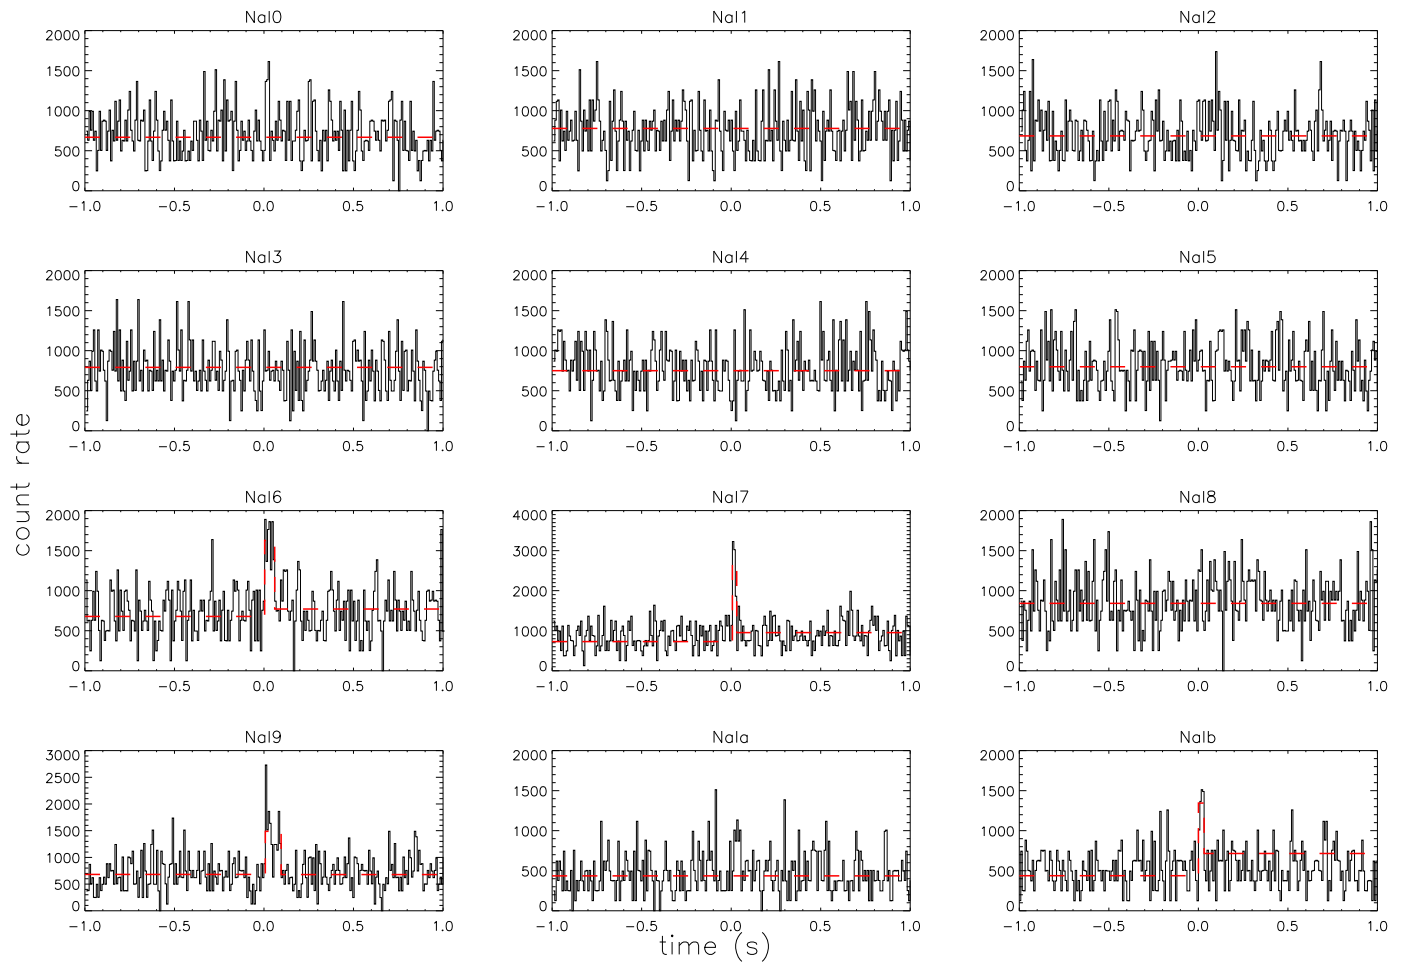 NaI0 NaI1 NaI2
2000 2000 2000
1500 1500 1500
1000 1000 1000
500 500 500
0 0 0
−1.0 −0.5 0.0 0.5 1.0 −1.0 −0.5 0.0 0.5 1.0 −1.0 −0.5 0.0 0.5 1.0
NaI3 NaI4 NaI5
2000 2000 2000
1500 1500 1500
1000 1000 1000
500 500 500
0 0 0
−1.0 −0.5 0.0 0.5 1.0 −1.0 −0.5 0.0 0.5 1.0 −1.0 −0.5 0.0 0.5 1.0
count rate
NaI6 NaI7 NaI8
2000 4000 2000
1500 3000 1500
1000 2000 1000
500 1000 500
0 0 0
−1.0 −0.5 0.0 0.5 1.0 −1.0 −0.5 0.0 0.5 1.0 −1.0 −0.5 0.0 0.5 1.0
NaI9 NaIa NaIb
3000 2000 2000
2500
2000 1500 1500
1500 1000 1000
1000
500 500 500
0 0 0
−1.0 −0.5 0.0 0.5 1.0 −1.0 −0.5 0.0 0.5 1.0 −1.0 −0.5 0.0 0.5 1.0
time (s)